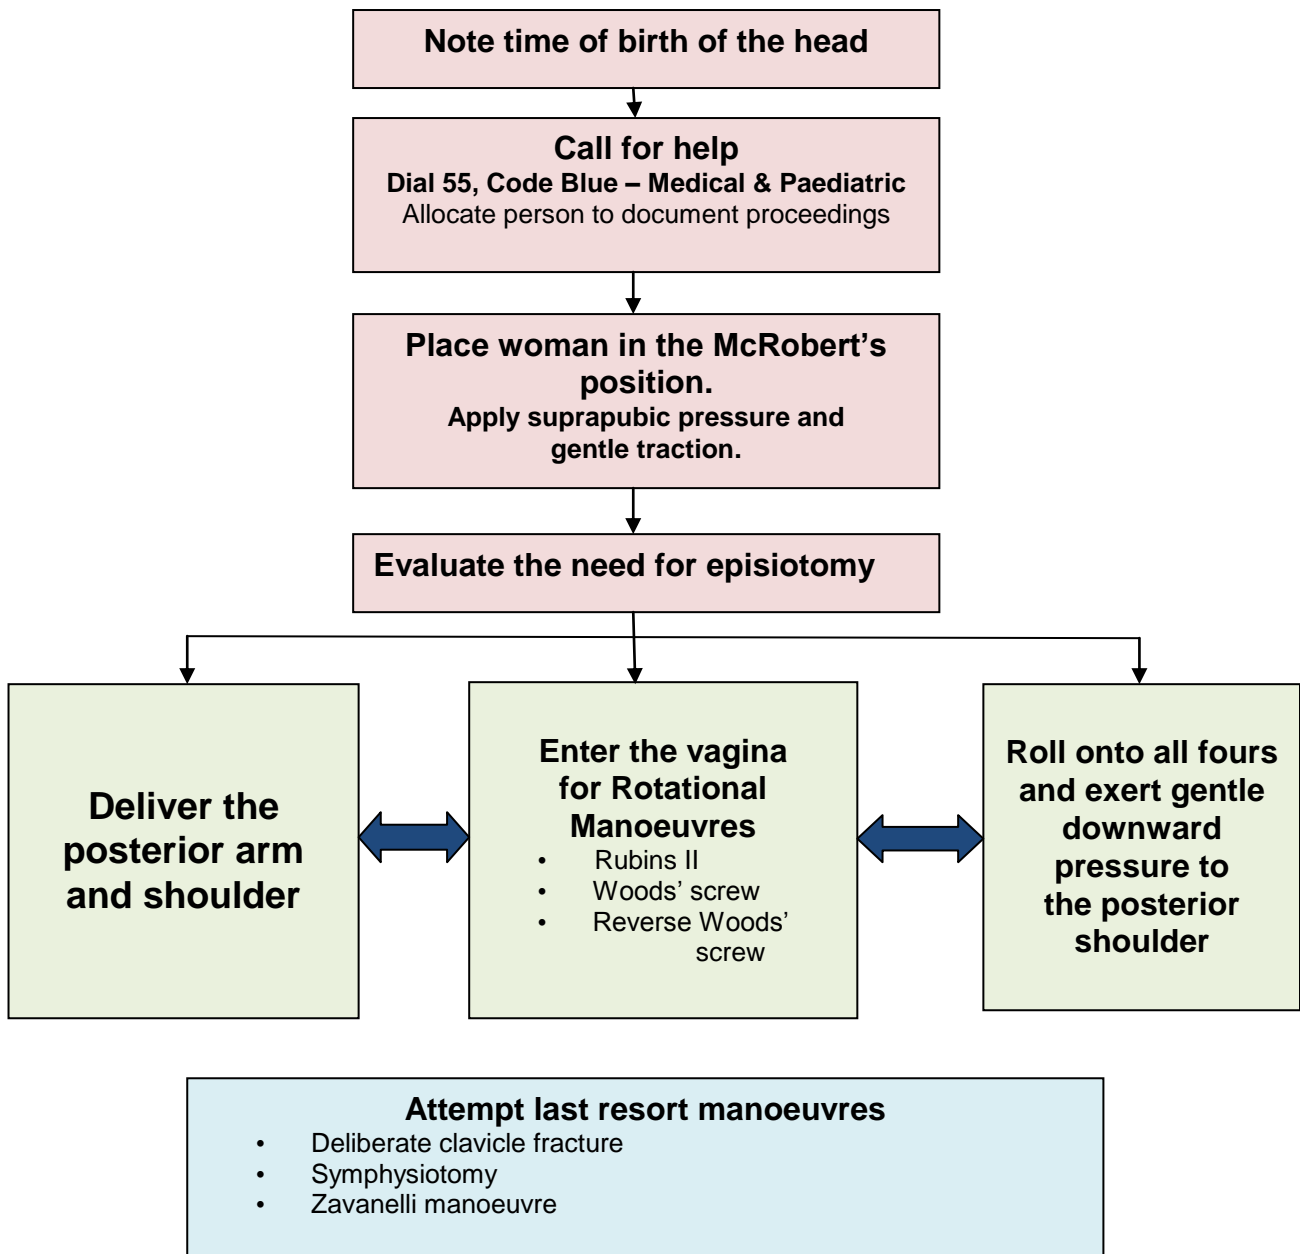 Note time of birth of the head
Call for help
Dial 55, Code Blue – Medical & Paediatric
Allocate person to document proceedings
Place woman in the McRobert’s
position.
Apply suprapubic pressure and
gentle traction.
Evaluate the need for episiotomy
Deliver the
posterior arm
and shoulder
Enter the vagina
for Rotational
Manoeuvres
• Rubins II
• Woods’ screw
• Reverse Woods’
screw
Roll onto all fours
and exert gentle
downward
pressure to
the posterior
shoulder
Attempt last resort manoeuvres
• Deliberate clavicle fracture
• Symphysiotomy
• Zavanelli manoeuvre